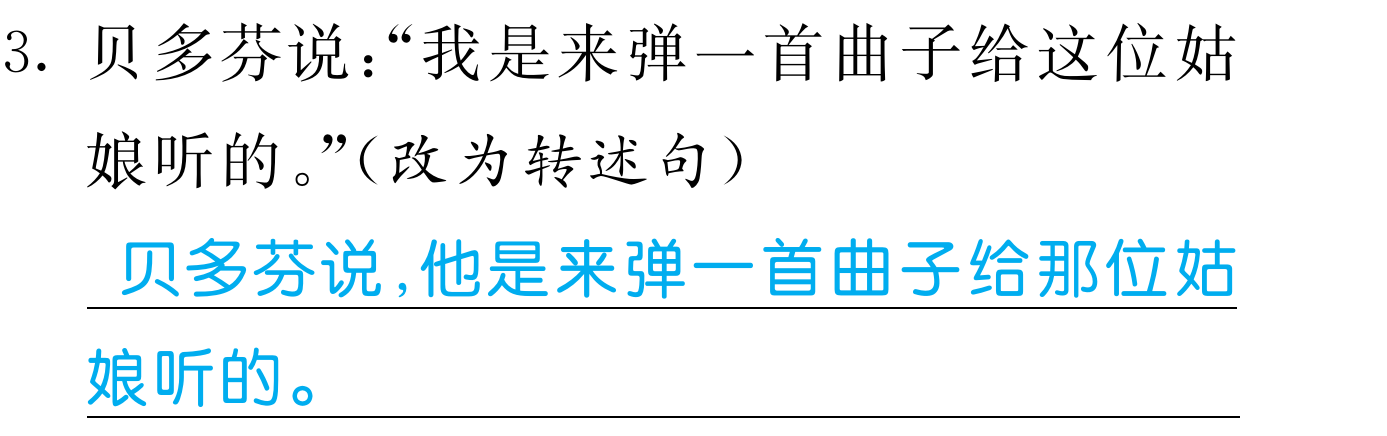 3. 贝多芬说:“我是来弹一首曲子给这位姑
娘听的。”(改为转述句)
贝多芬说,他是来弹一首曲子给那位姑
娘听的。